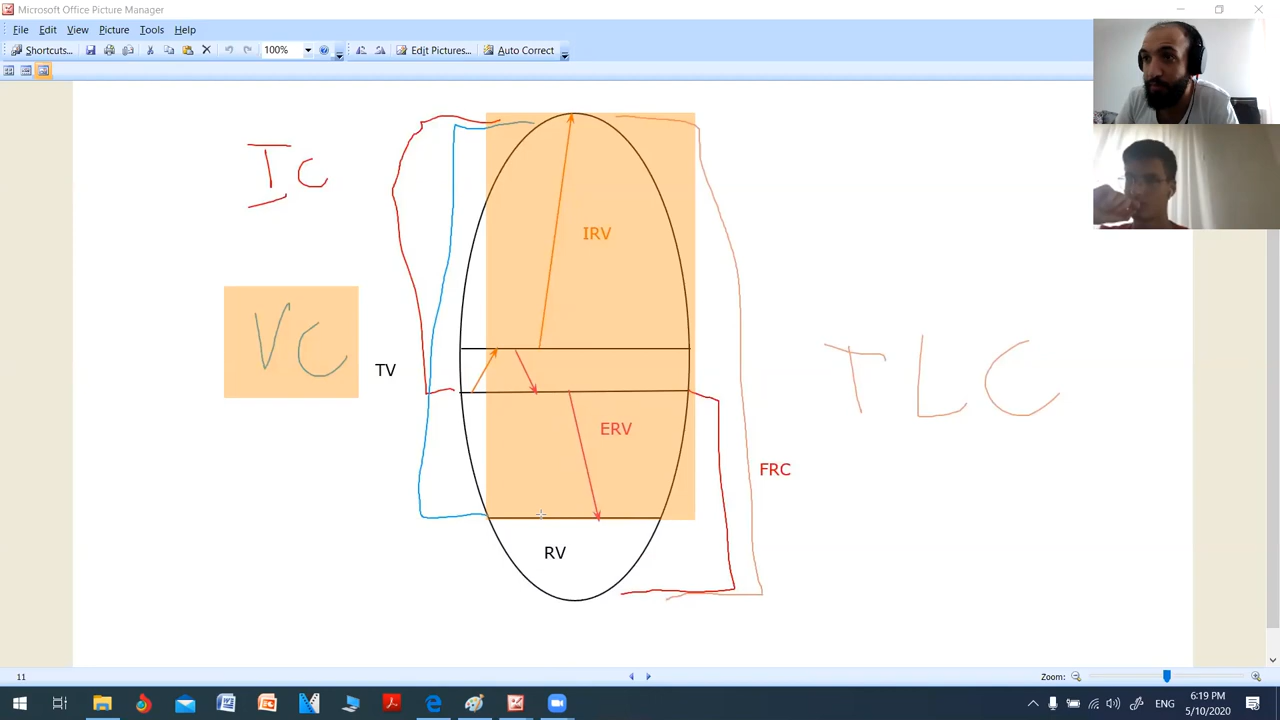 Microsoft Office Picture Manager
File Edit View Picture Tools Help
Shortcuts... 100% Edit Pictures... Auto Correct
Ic
IRV
VC
TV
TLC
ERV
FRC
RV
11 Zoom:
ENG
6:19 PM
5/10/2020